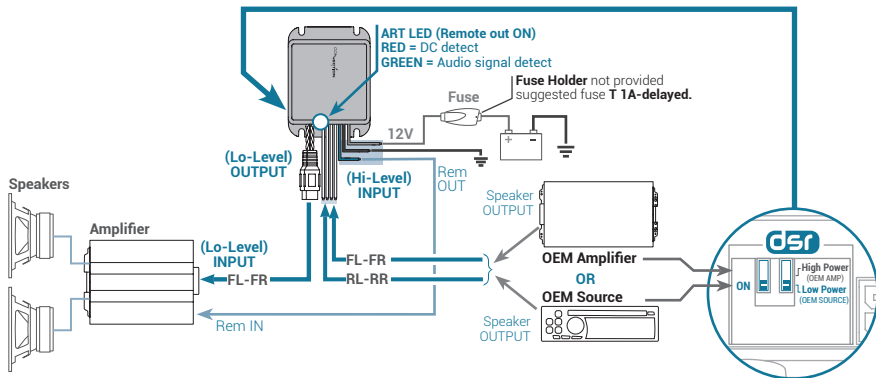 ART LED (Remote out ON)
RED = DC detect
GREEN = Audio signal detect
Fuse Holder not provided
suggested fuse T 1A-delayed.
Fuse
12V
+ -
(Lo-Level)
OUTPUT
(Hi-Level)
INPUT
Rem
OUT
Speakers
Amplifier
(Lo-Level)
INPUT
FL-FR
FL-FR
RL-RR
Rem IN
Speaker
OUTPUT
OEM Amplifier
OR
OEM Source
Speaker
OUTPUT
dsr
ON
High Power
(OEM AMP)
Low Power
(OEM SOURCE)